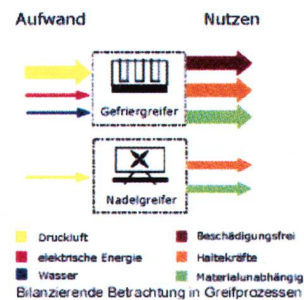 Aufwand Nutzen
Gefriergreifer
Nadelgreifer
Druckluft Beschädigungsfrei
elektrische Energie Haltekräfte
Wasser Materialunabhängig
Bilanzierende Betrachtung in Greifprozessen